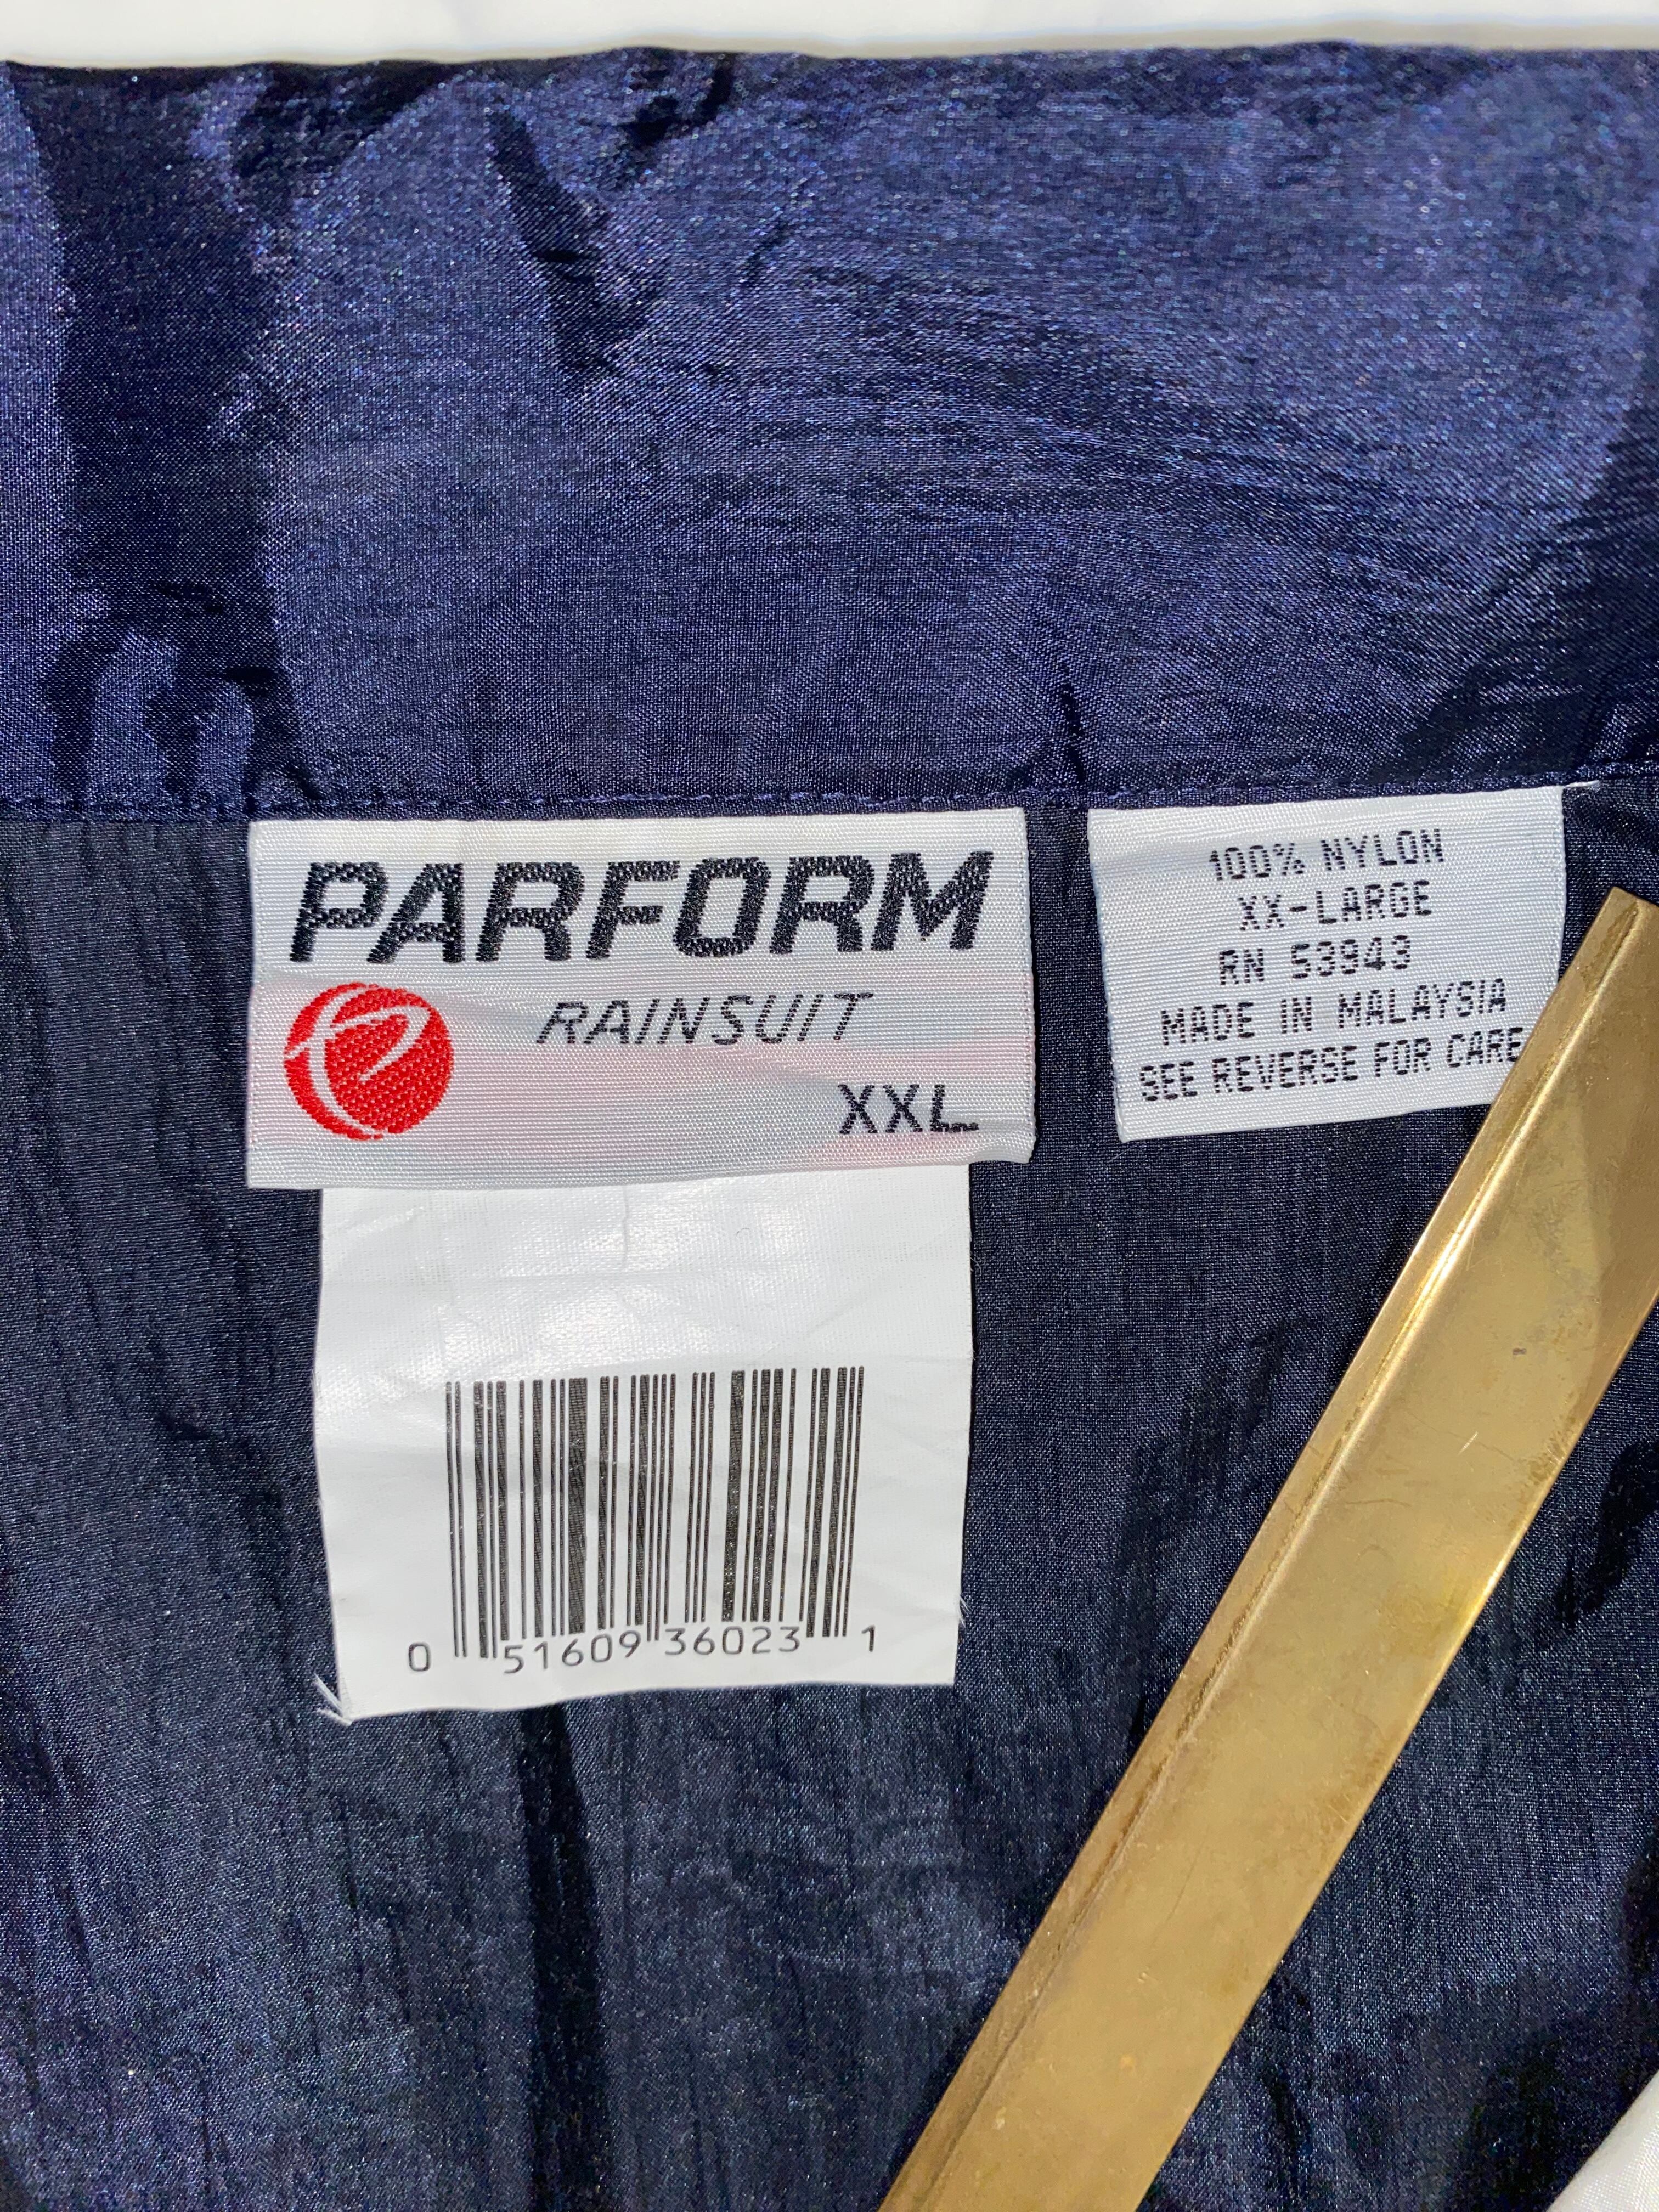 PARFORM
RAINSUIT
XXL
100% NYLON
XX-LARGE
RN 53943
MADE IN MALAYSIA
SEE REVERSE FOR CARE
0 51609 36023 1